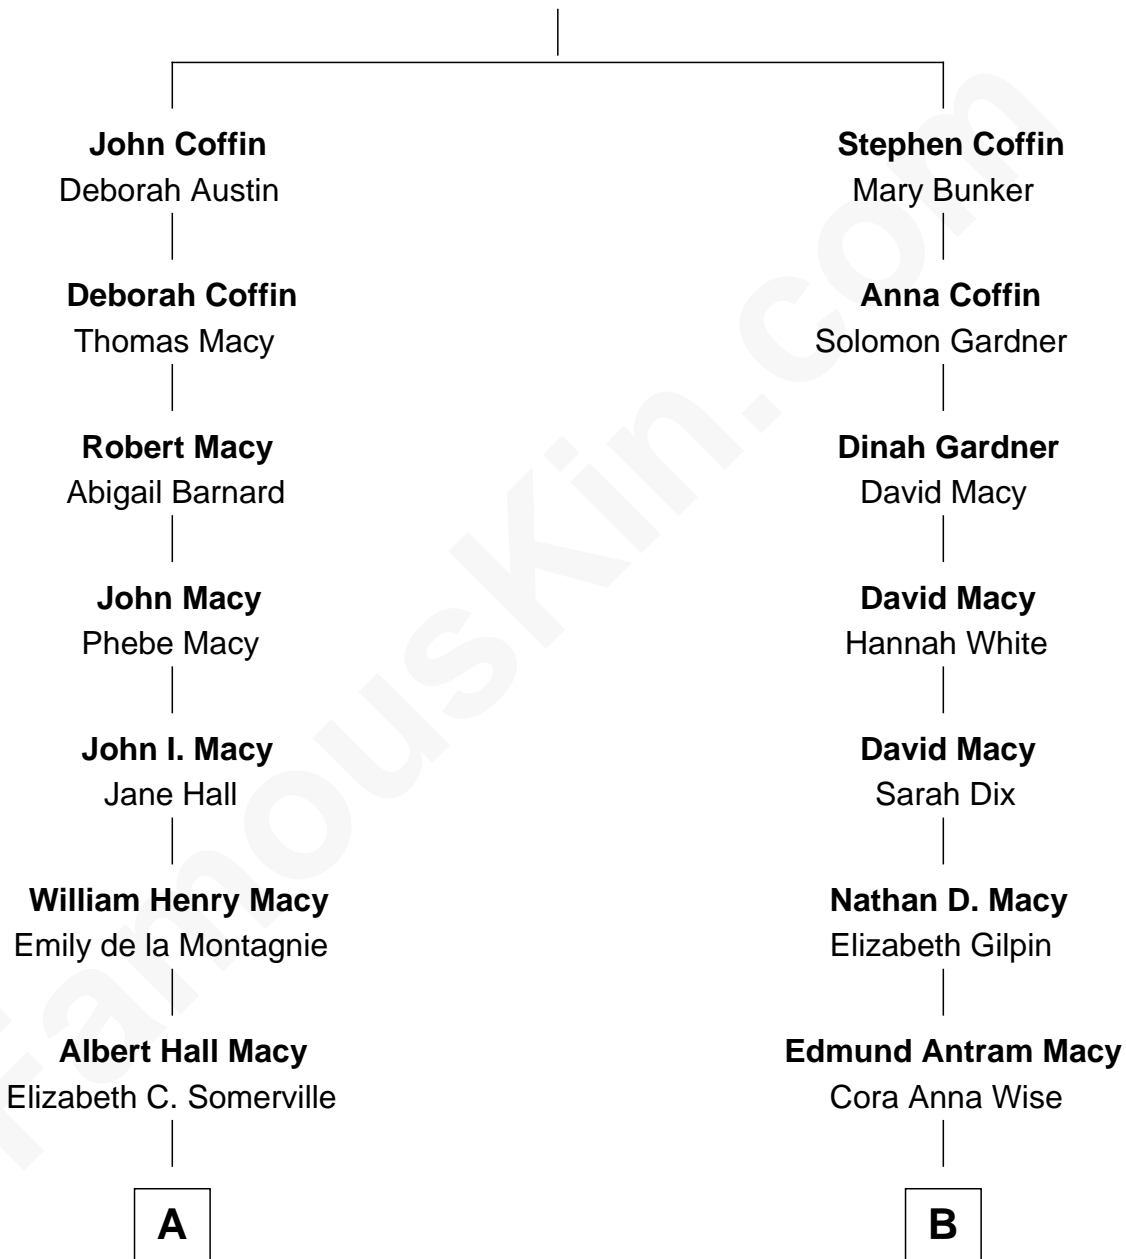 John Coffin
Deborah Austin
Stephen Coffin
Mary Bunker
Deborah Coffin
Thomas Macy
Anna Coffin
Solomon Gardner
Robert Macy
Abigail Barnard
Dinah Gardner
David Macy
John Macy
Phebe Macy
David Macy
Hannah White
John I. Macy
Jane Hall
David Macy
Sarah Dix
William Henry Macy
Emily de la Montagnie
Nathan D. Macy
Elizabeth Gilpin
Albert Hall Macy
Elizabeth C. Somerville
Edmund Antram Macy
Cora Anna Wise
A
B
FamousKin.com